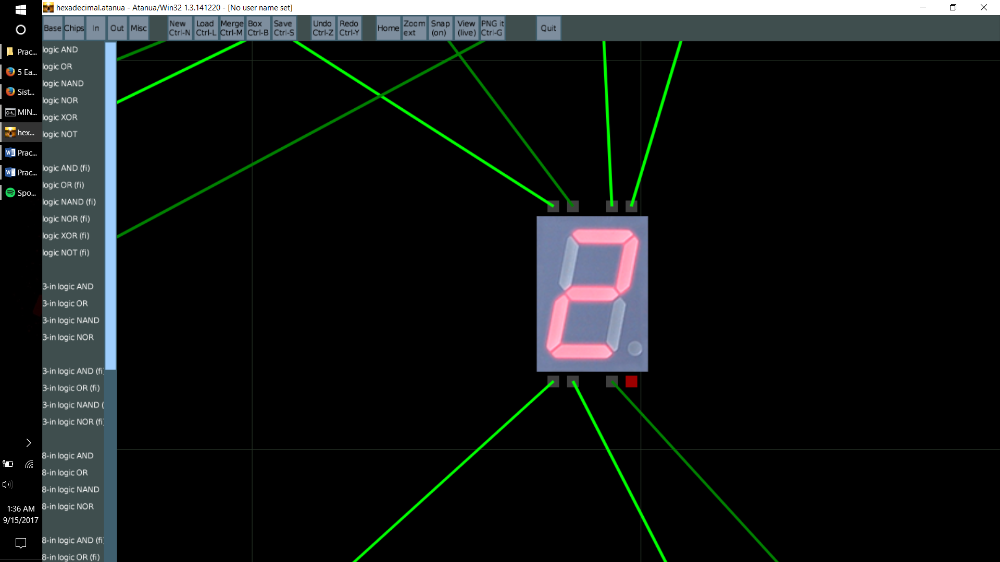 hexadecimal.atanua - Atanua/Win32 1.3.141220 - [No user name set]
Base Chips In Out Misc New Ctrl-N Load Ctrl-L Merge Ctrl-M Box Ctrl-B Save Ctrl-S Undo Ctrl-Z Redo Ctrl-Y Home Zoom ext Snap (on) View (live) PNG it Ctrl-G Quit
Prac...
5 Ea...
Sist...
MIN...
hex...
Prac...
Prac...
Spo...
1:36 AM
9/15/2017
logic AND
logic OR
logic NAND
logic NOR
logic XOR
logic NOT
logic AND (fi)
logic OR (fi)
logic NAND (fi)
logic NOR (fi)
logic XOR (fi)
logic NOT (fi)
3-in logic AND
3-in logic OR
3-in logic NAND
3-in logic NOR
3-in logic AND (fi)
3-in logic OR (fi)
3-in logic NAND (
3-in logic NOR (fi)
8-in logic AND
8-in logic OR
8-in logic NAND
8-in logic NOR
8-in logic AND (fi)
8-in logic OR (fi)
2